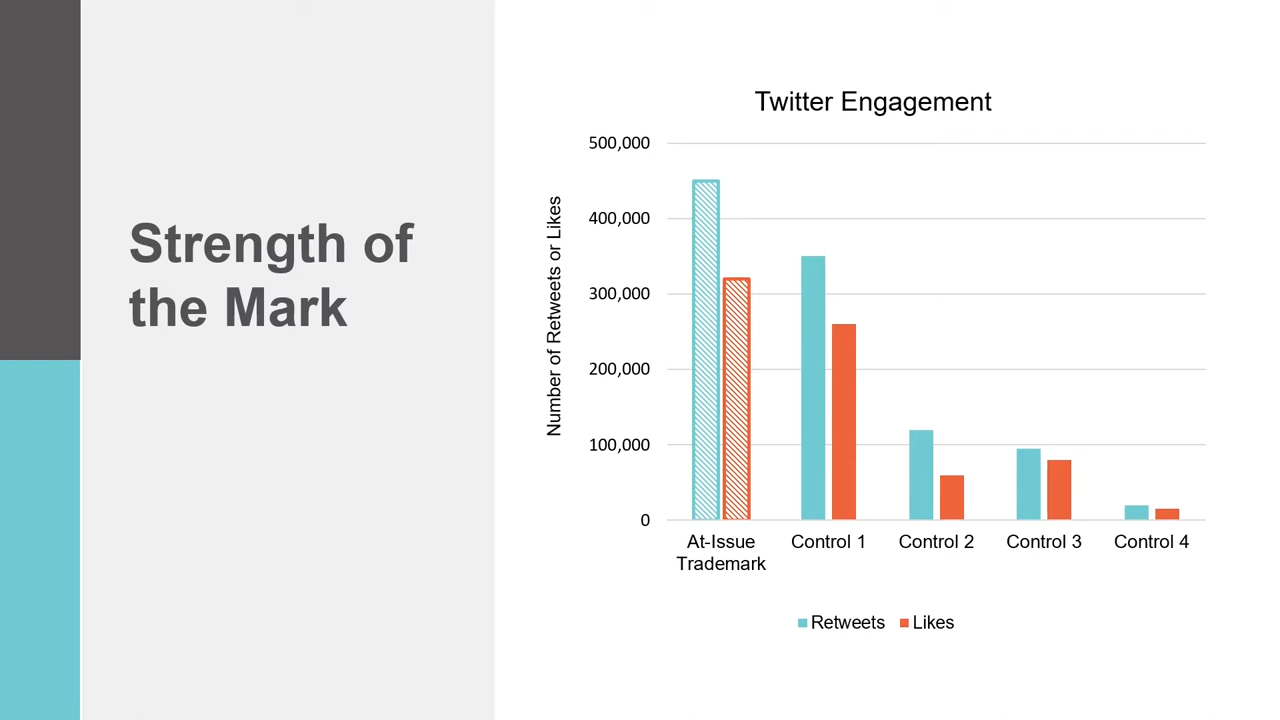 Strength of
the Mark
Twitter Engagement
Number of Retweets or Likes
500,000
400,000
300,000
200,000
100,000
0
At-Issue
Trademark
Control 1
Control 2
Control 3
Control 4
Retweets
Likes